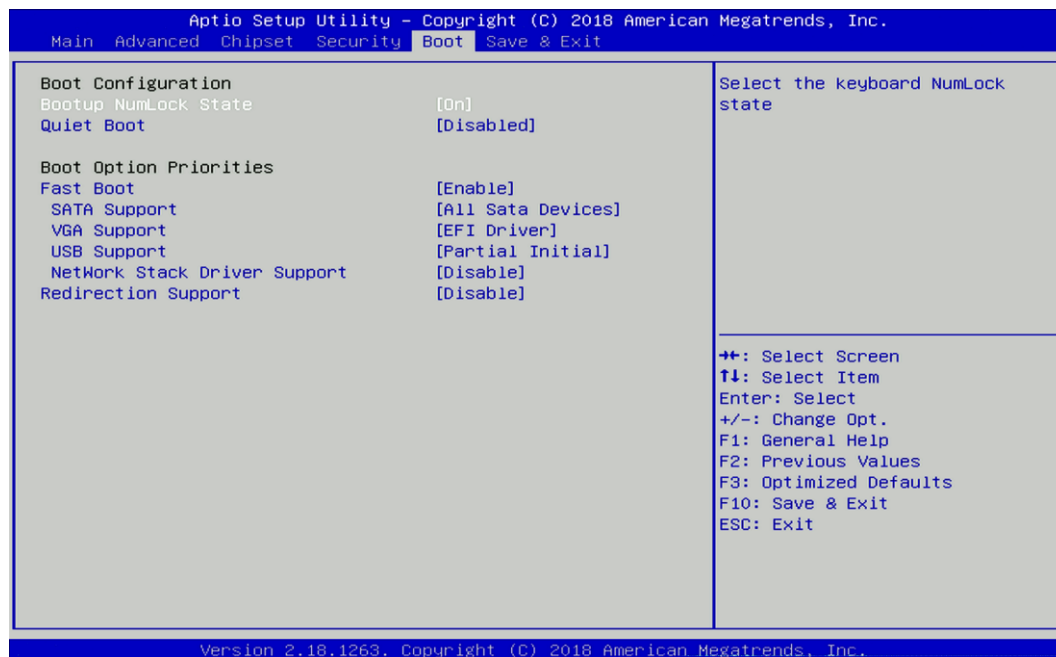 Aptio Setup Utility – Copyright (C) 2018 American Megatrends, Inc.
Main Advanced Chipset Security Boot Save & Exit
Boot Configuration
Bootup NumLock State [On]
Quiet Boot [Disabled]
Boot Option Priorities
Fast Boot [Enable]
SATA Support [All Sata Devices]
VGA Support [EFI Driver]
USB Support [Partial Initial]
NetWork Stack Driver Support [Disable]
Redirection Support [Disable]
Select the keyboard NumLock
state
→←: Select Screen
↑↓: Select Item
Enter: Select
+/-: Change Opt.
F1: General Help
F2: Previous Values
F3: Optimized Defaults
F10: Save & Exit
ESC: Exit
Version 2.18.1263. Copyright (C) 2018 American Megatrends, Inc.